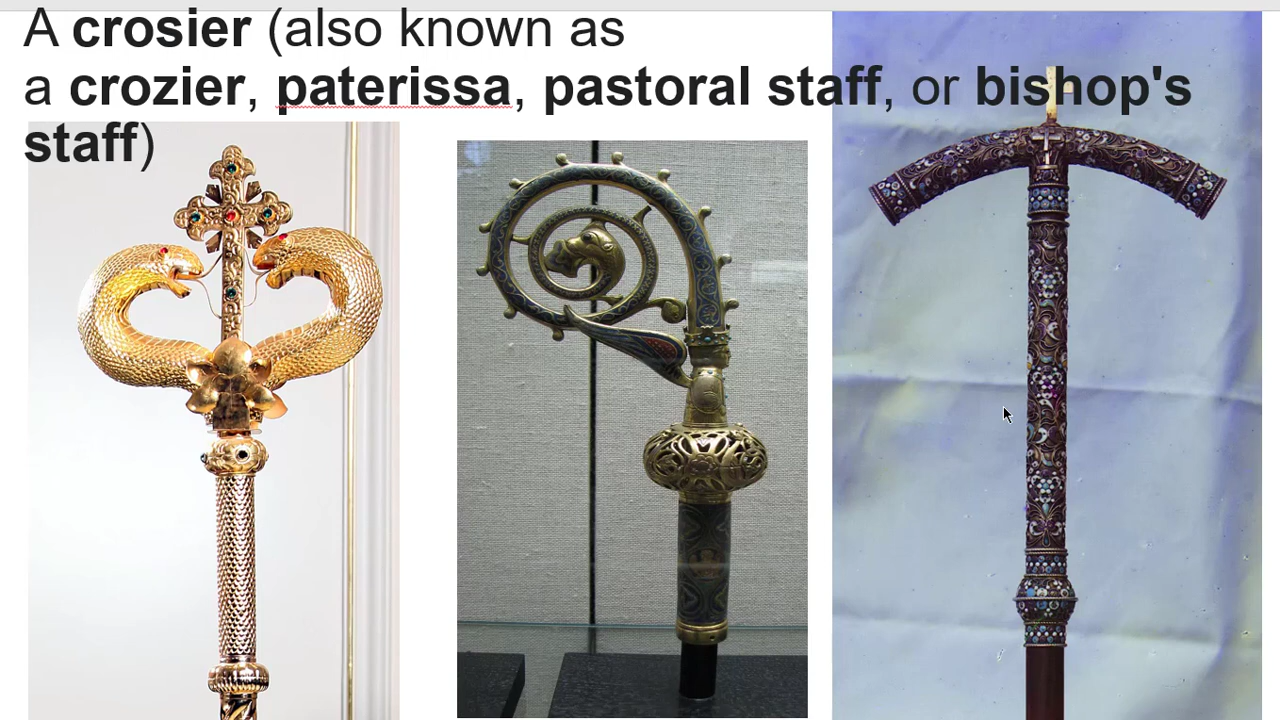 A crosier (also known as
a crozier, paterissa, pastoral staff, or bishop's
staff)